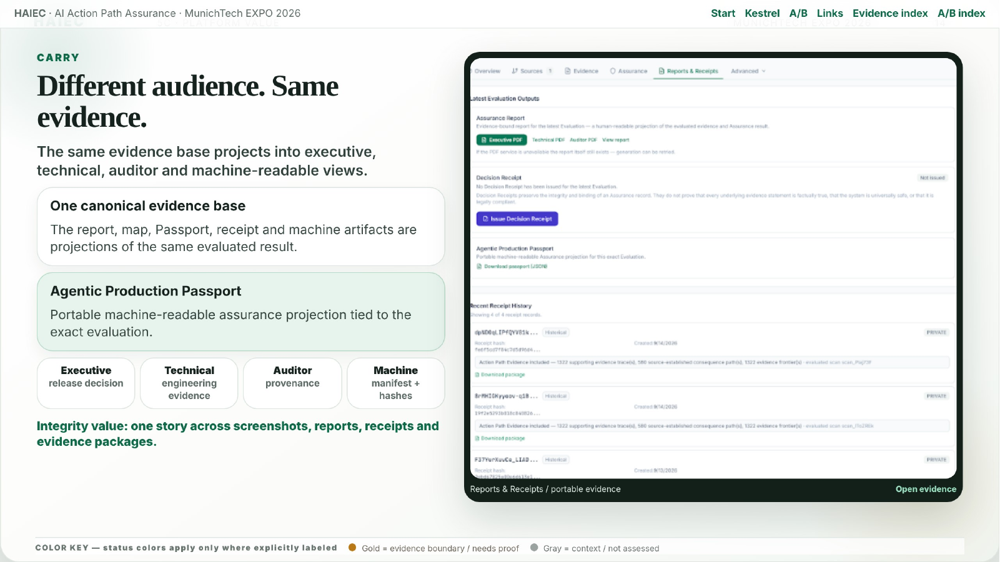 HAIEC · AI Action Path Assurance · MunichTech EXPO 2026
Start Kestrel A/B Links Evidence index A/B index
CARRY
Different audience. Same
evidence.
The same evidence base projects into executive,
technical, auditor and machine-readable views.
One canonical evidence base
The report, map, Passport, receipt and machine artifacts are
projections of the same evaluated result.
Agentic Production Passport
Portable machine-readable assurance projection tied to the
exact evaluation.
Executive
release decision
Technical
engineering
evidence
Auditor
provenance
Machine
manifest +
hashes
Integrity value: one story across screenshots, reports, receipts and
evidence packages.
Overview Sources 1 Evidence Assurance Reports & Receipts Advanced
Latest Evaluation Outputs
Assurance Report
Evidence-bound report for the latest Evaluation — a human-readable projection of the evaluated evidence and Assurance result.
Executive PDF Technical PDF Auditor PDF View report
If the PDF service is unavailable the report itself still exists — generation can be retried.
Decision Receipt Not issued
No Decision Receipt has been issued for the latest Evaluation.
Decision Receipts preserve the integrity and binding of an Assurance record. They do not prove that every underlying evidence statement is factually true, that the system is universally safe, or that it is
legally compliant.
Issue Decision Receipt
Agentic Production Passport
Portable machine-readable Assurance projection for this exact Evaluation.
Download passport (JSON)
Recent Receipt History
Showing 4 of 4 receipt records.
Historical PRIVATE
Receipt hash: Created 9/14/2026
Action Path Evidence included — 1322 supporting evidence trace(s), 580 source-established consequence path(s), 1322 evidence frontier(s) · evaluated scan
Download package
Historical PRIVATE
Receipt hash: Created 9/14/2026
Action Path Evidence included — 1322 supporting evidence trace(s), 580 source-established consequence path(s), 1322 evidence frontier(s) · evaluated scan
Download package
Historical PRIVATE
Receipt hash: Created 9/13/2026
Reports & Receipts / portable evidence Open evidence
COLOR KEY — status colors apply only where explicitly labeled Gold = evidence boundary / needs proof Gray = context / not assessed